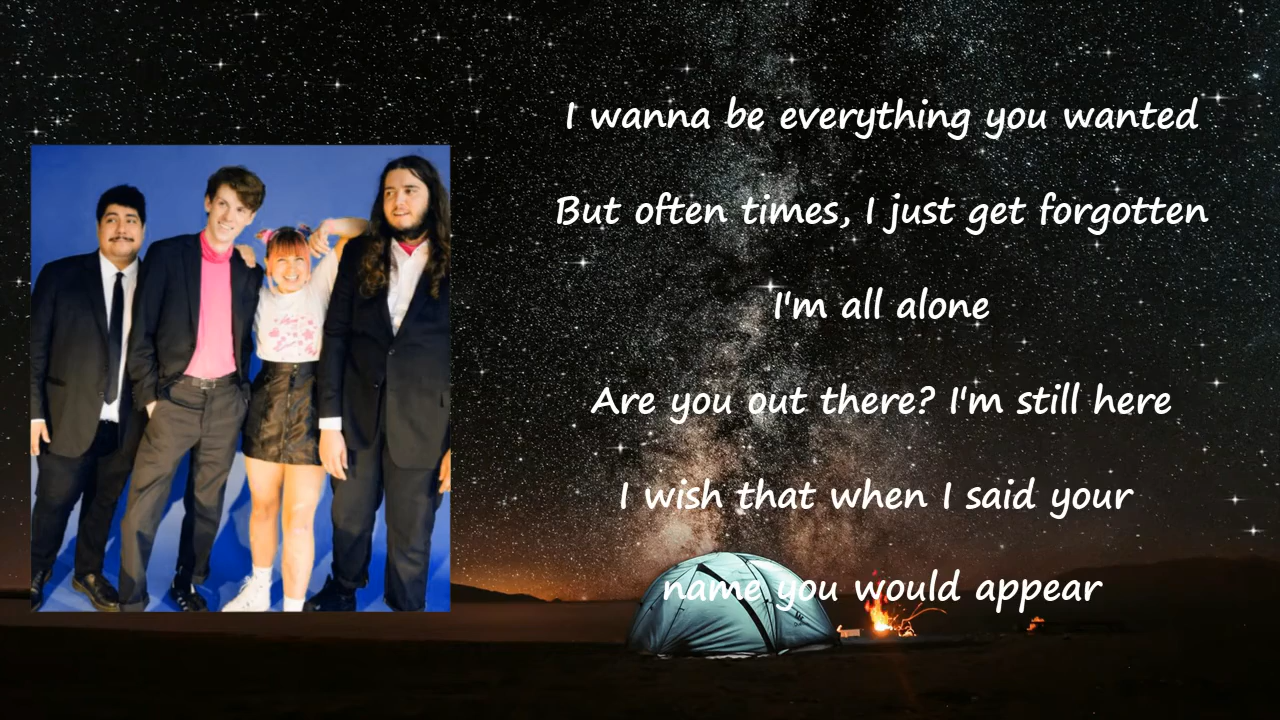 I wanna be everything you wanted
But often times, I just get forgotten
I'm all alone
Are you out there? I'm still here
I wish that when I said your
name you would appear